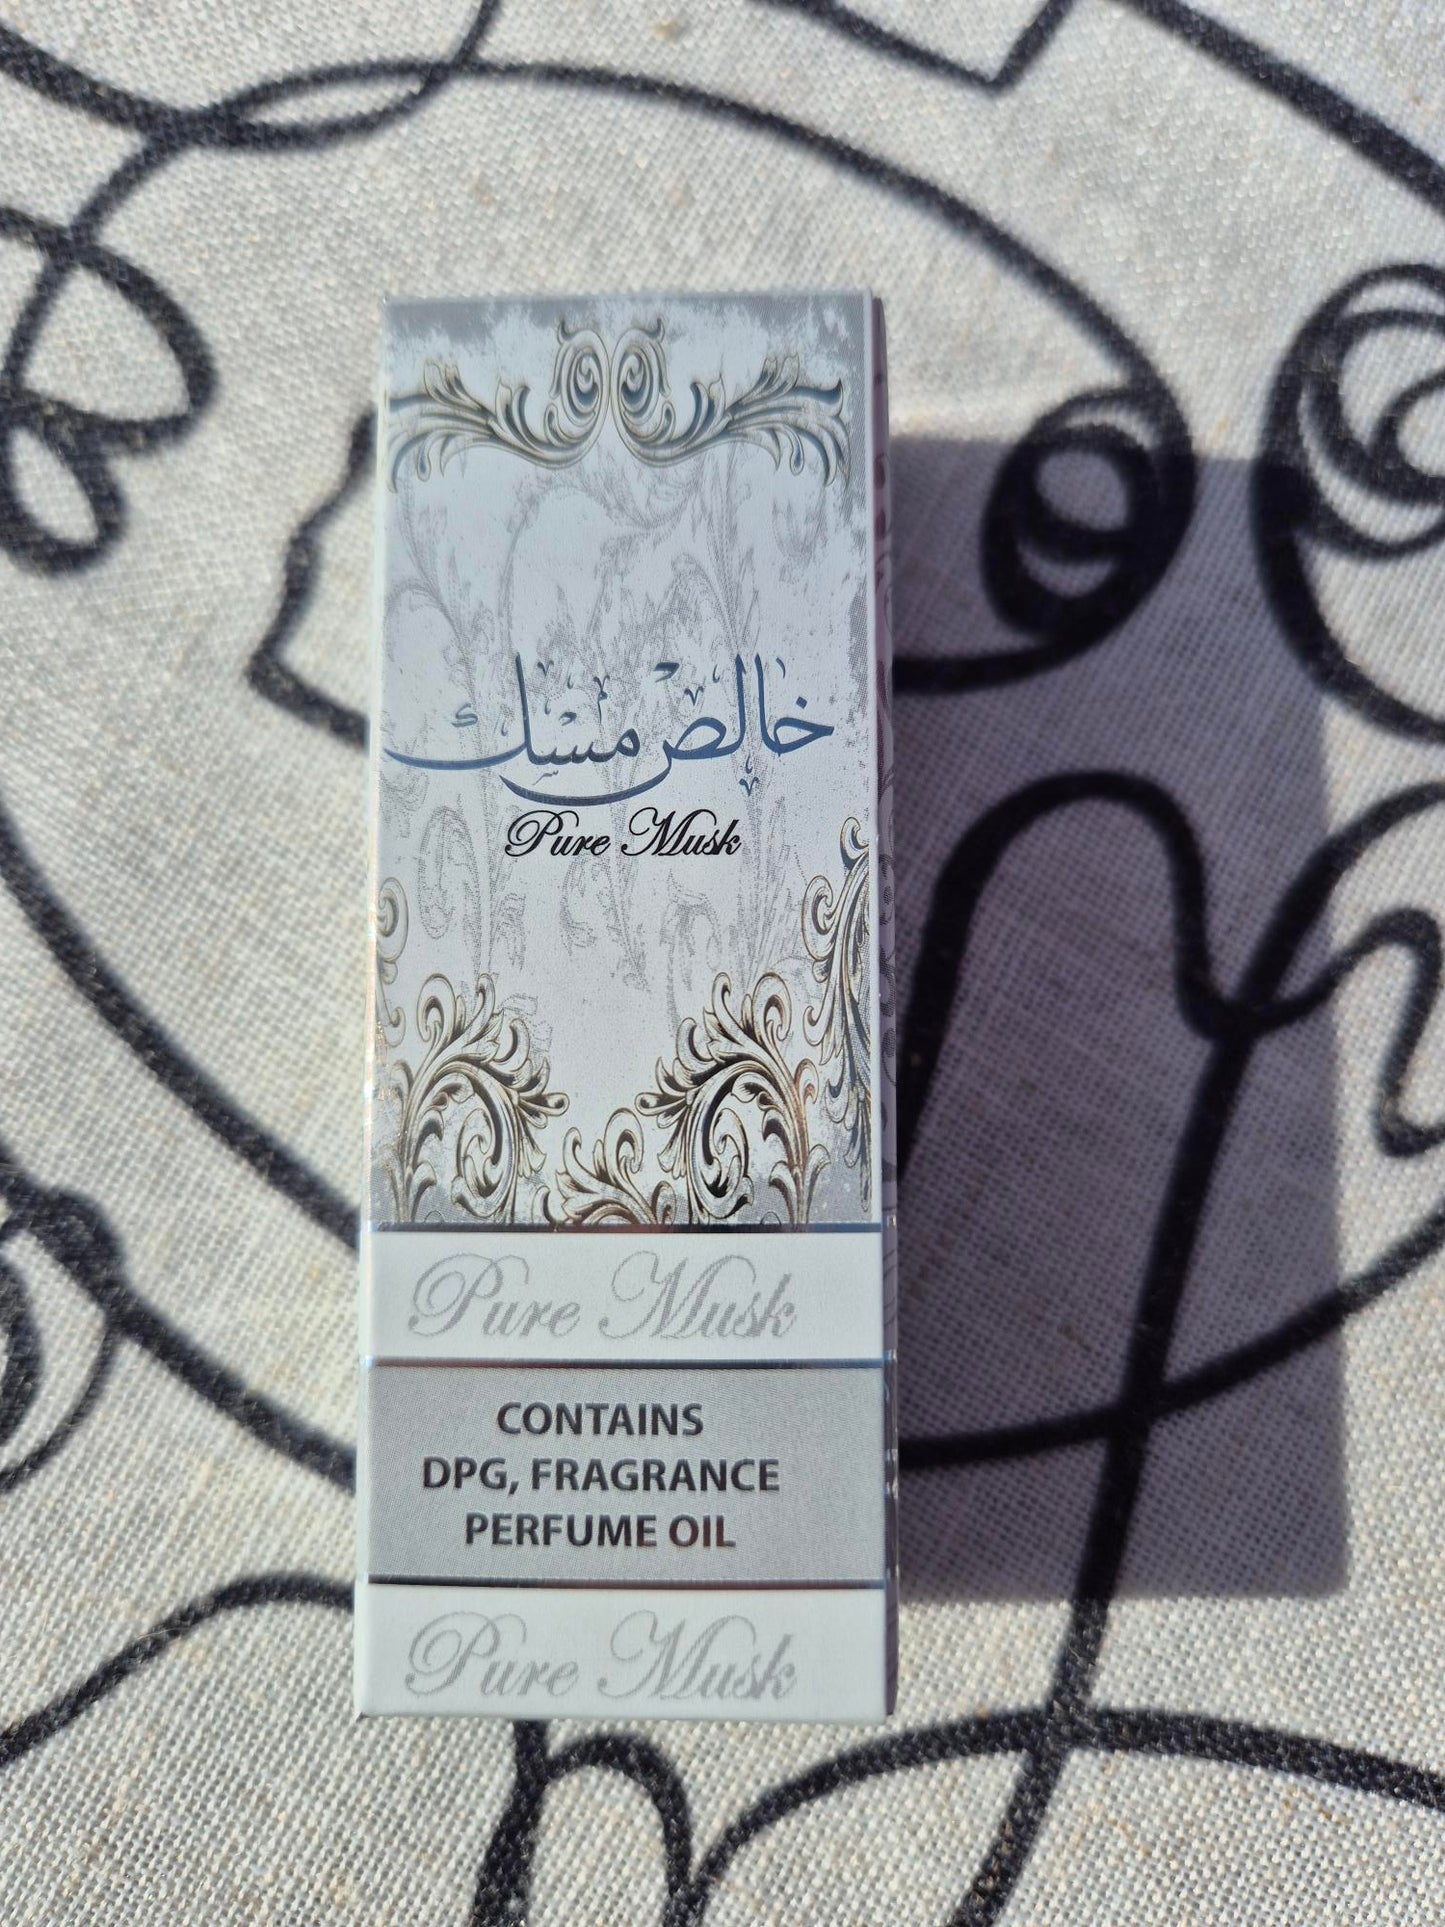 خالص مسك
Pure Musk
Pure Musk
CONTAINS
DPG, FRAGRANCE
PERFUME OIL
Pure Musk